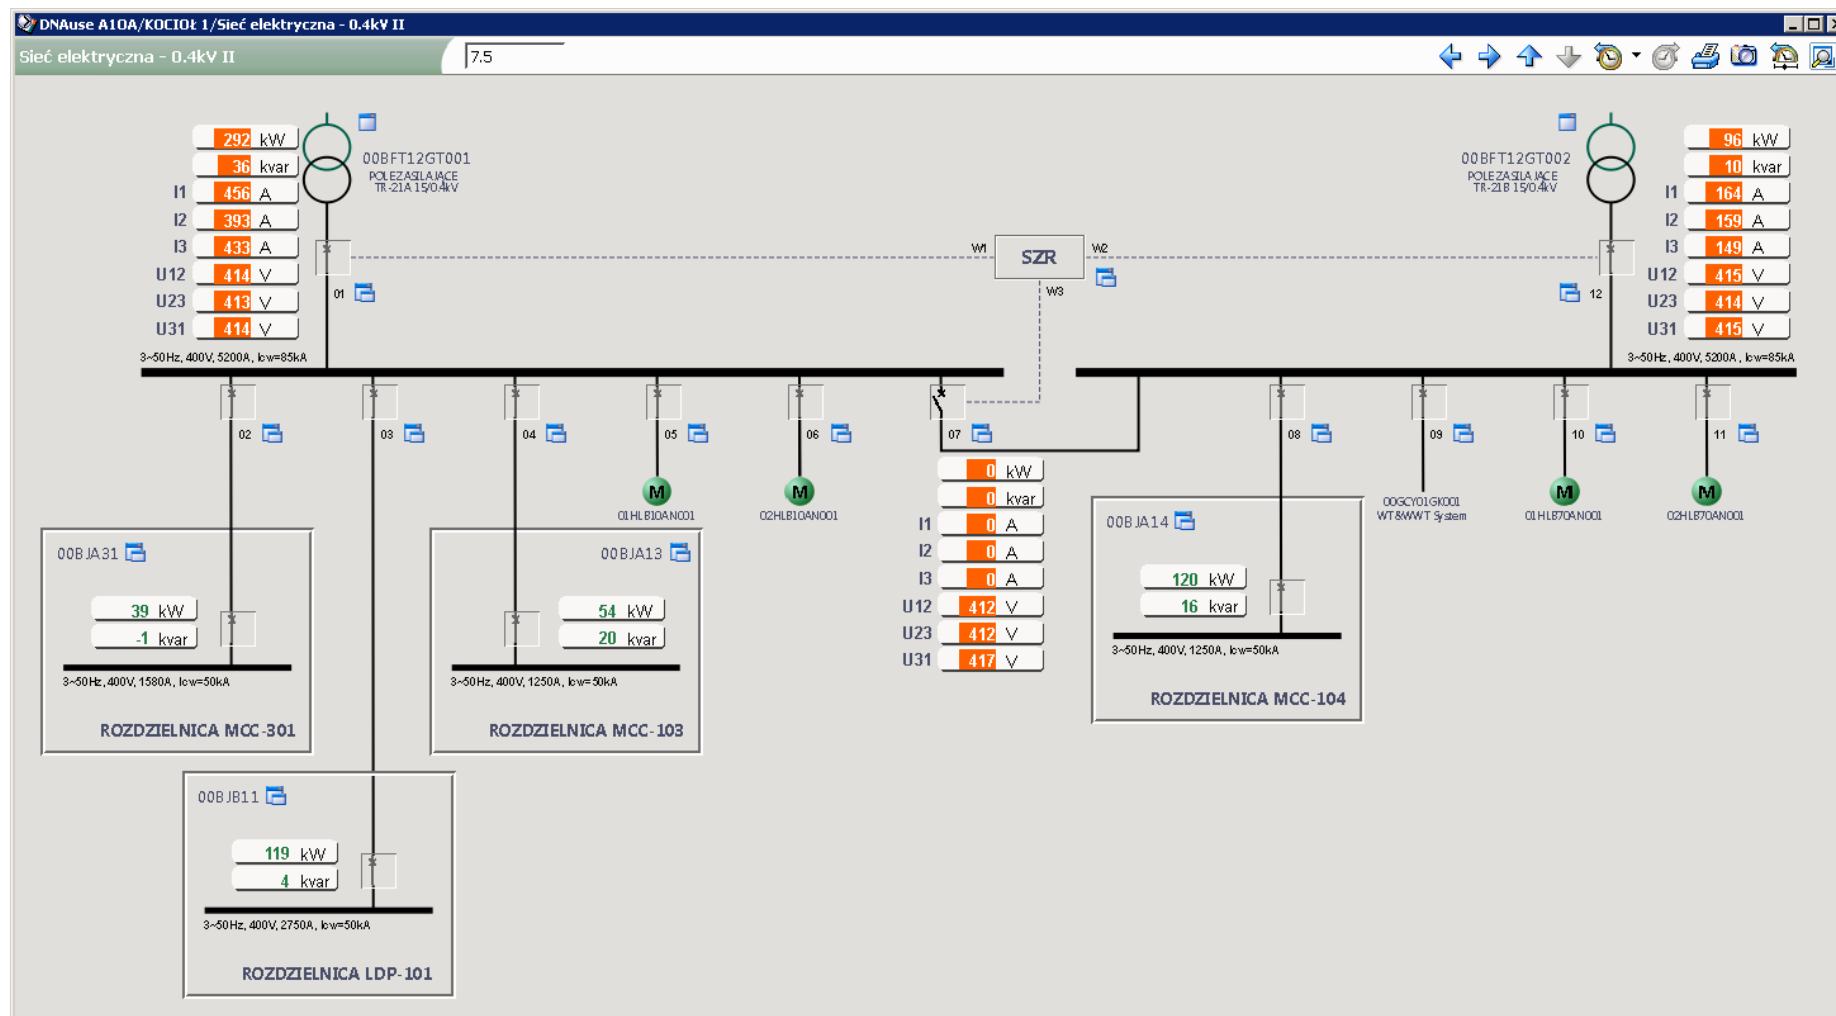 DNAuse A10A/KOCIOŁ 1/Sieć elektryczna - 0.4kV II
Sieć elektryczna - 0.4kV II
7.5
292 kW
36 kvar
I1 456 A
I2 393 A
I3 433 A
U12 414 V
U23 413 V
U31 414 V
3~50Hz, 400V, 5200A, Icw=85kA
00BFT12GT001
POLE ZASILAJĄCE
TR-21A 15/0.4kV
01
W1
SZR
W2
W3
00BFT12GT002
POLE ZASILAJĄCE
TR-21B 15/0.4kV
12
96 kW
10 kvar
I1 164 A
I2 159 A
I3 149 A
U12 415 V
U23 414 V
U31 415 V
3~50Hz, 400V, 5200A, Icw=85kA
02
03
04
05
06
07
08
09
10
11
M
01HLB10AN001
M
02HLB10AN001
0 kW
0 kvar
I1 0 A
I2 0 A
I3 0 A
U12 412 V
U23 412 V
U31 417 V
00GCY01GK001
WT&WWT System
M
01HLB70AN001
M
02HLB70AN001
00BJA31
39 kW
-1 kvar
3~50Hz, 400V, 1580A, Icw=50kA
ROZDZIELNICA MCC-301
00BJA13
54 kW
20 kvar
3~50Hz, 400V, 1250A, Icw=50kA
ROZDZIELNICA MCC-103
00BJA14
120 kW
16 kvar
3~50Hz, 400V, 1250A, Icw=50kA
ROZDZIELNICA MCC-104
00BJB11
119 kW
4 kvar
3~50Hz, 400V, 2750A, Icw=50kA
ROZDZIELNICA LDP-101